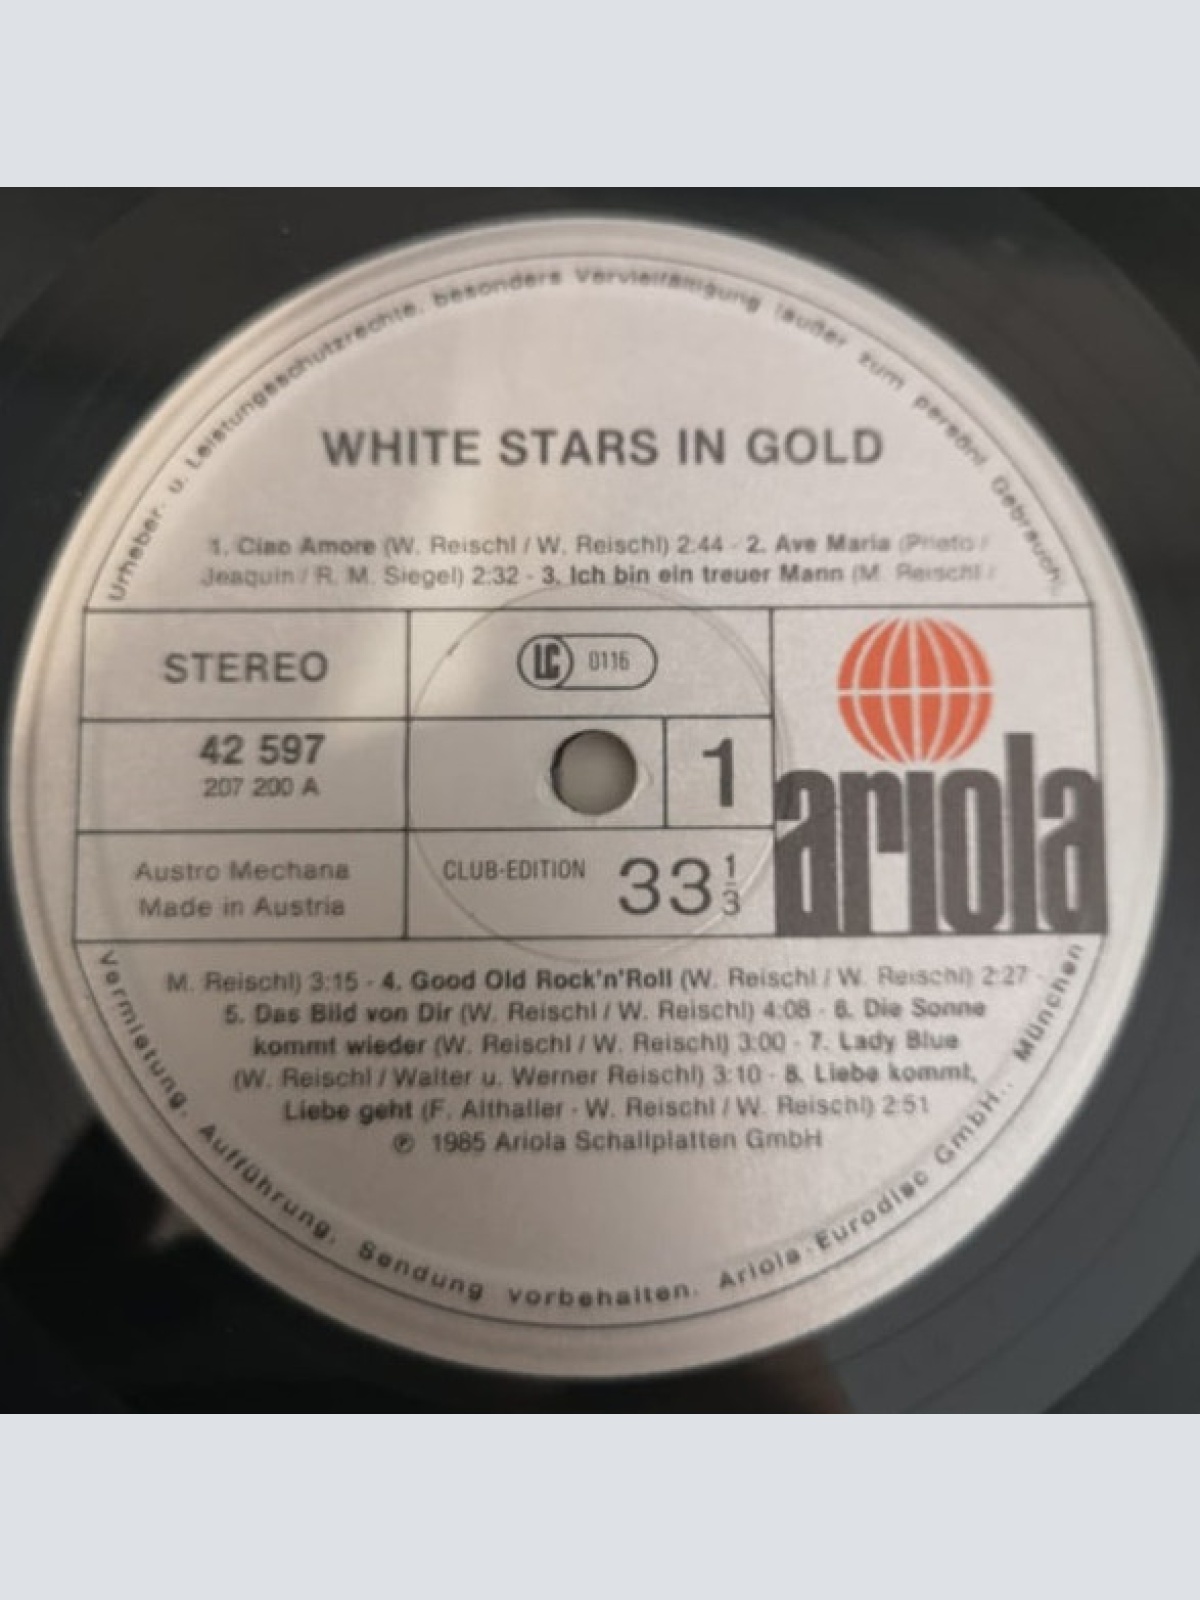 Urheber- u. Leistungsschutzrechte, besonders Vervielfältigung (außer zum persönl. Gebrauch),
WHITE STARS IN GOLD
1. Ciao Amore (W. Reischl / W. Reischl) 2:44 - 2. Ave Maria (Prieto /
Joaquin / R. M. Siegel) 2:32 - 3. Ich bin ein treuer Mann (M. Reischl /
STEREO
LC 0116
42 597
207 200 A
1
ariola
Austro Mechana
Made in Austria
CLUB-EDITION
33 1/3
M. Reischl) 3:15 - 4. Good Old Rock'n'Roll (W. Reischl / W. Reischl) 2:27 -
5. Das Bild von Dir (W. Reischl / W. Reischl) 4:08 - 6. Die Sonne
kommt wieder (W. Reischl / W. Reischl) 3:00 - 7. Lady Blue
(W. Reischl / Walter u. Werner Reischl) 3:10 - 8. Liebe kommt,
Liebe geht (F. Althaller - W. Reischl / W. Reischl) 2:51
℗ 1985 Ariola Schallplatten GmbH
Vermietung, Aufführung, Sendung vorbehalten. Ariola-Eurodisc GmbH., München